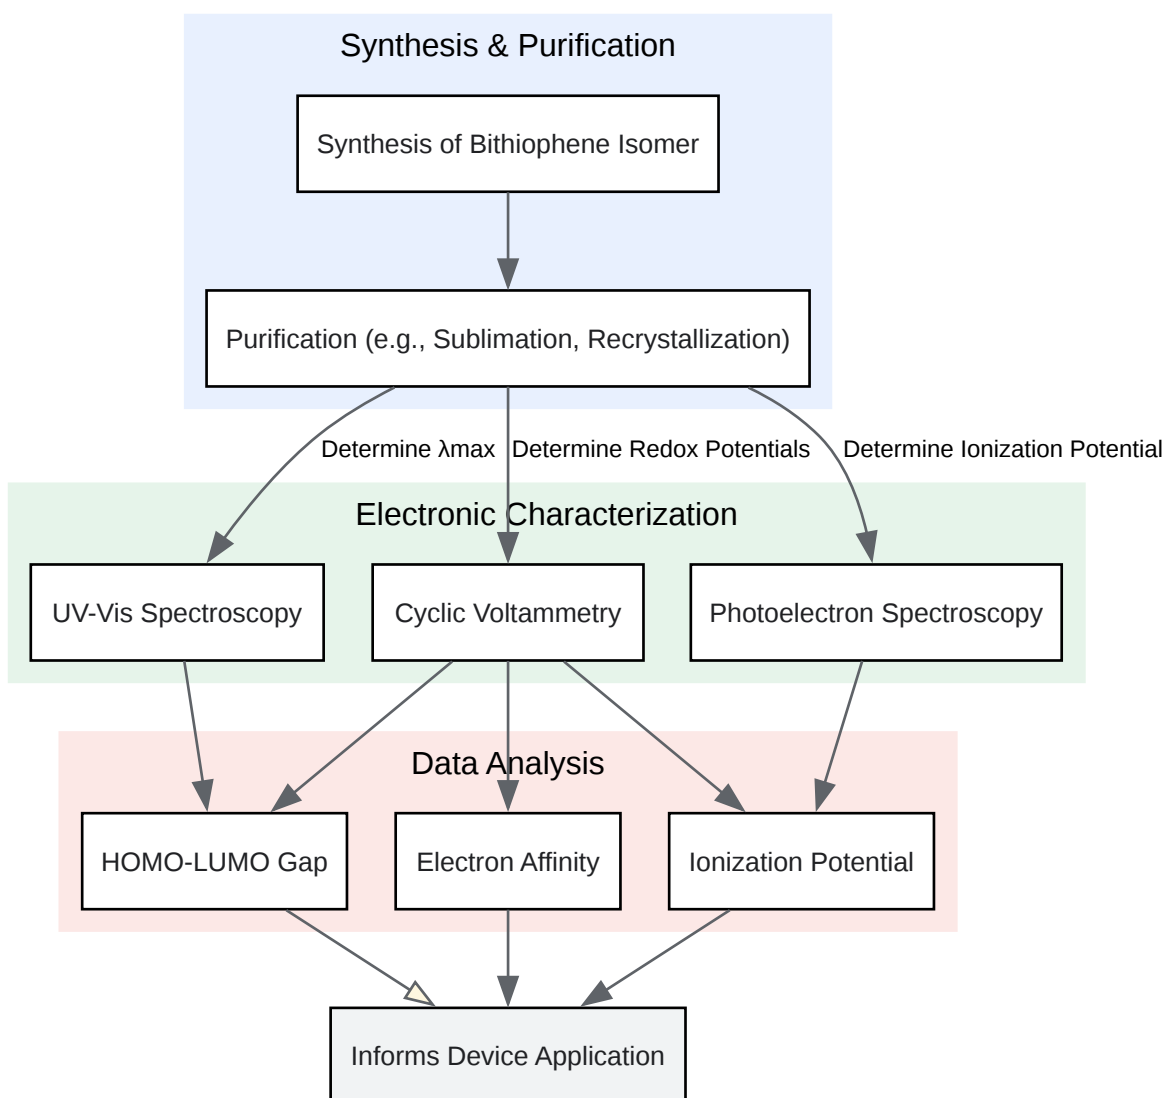 Synthesis & Purification
Synthesis of Bithiophene Isomer
Purification (e.g., Sublimation, Recrystallization)
Determine λmax
Determine Redox Potentials
Determine Ionization Potential
Electronic Characterization
UV-Vis Spectroscopy
Cyclic Voltammetry
Photoelectron Spectroscopy
Data Analysis
HOMO-LUMO Gap
Electron Affinity
Ionization Potential
Informs Device Application